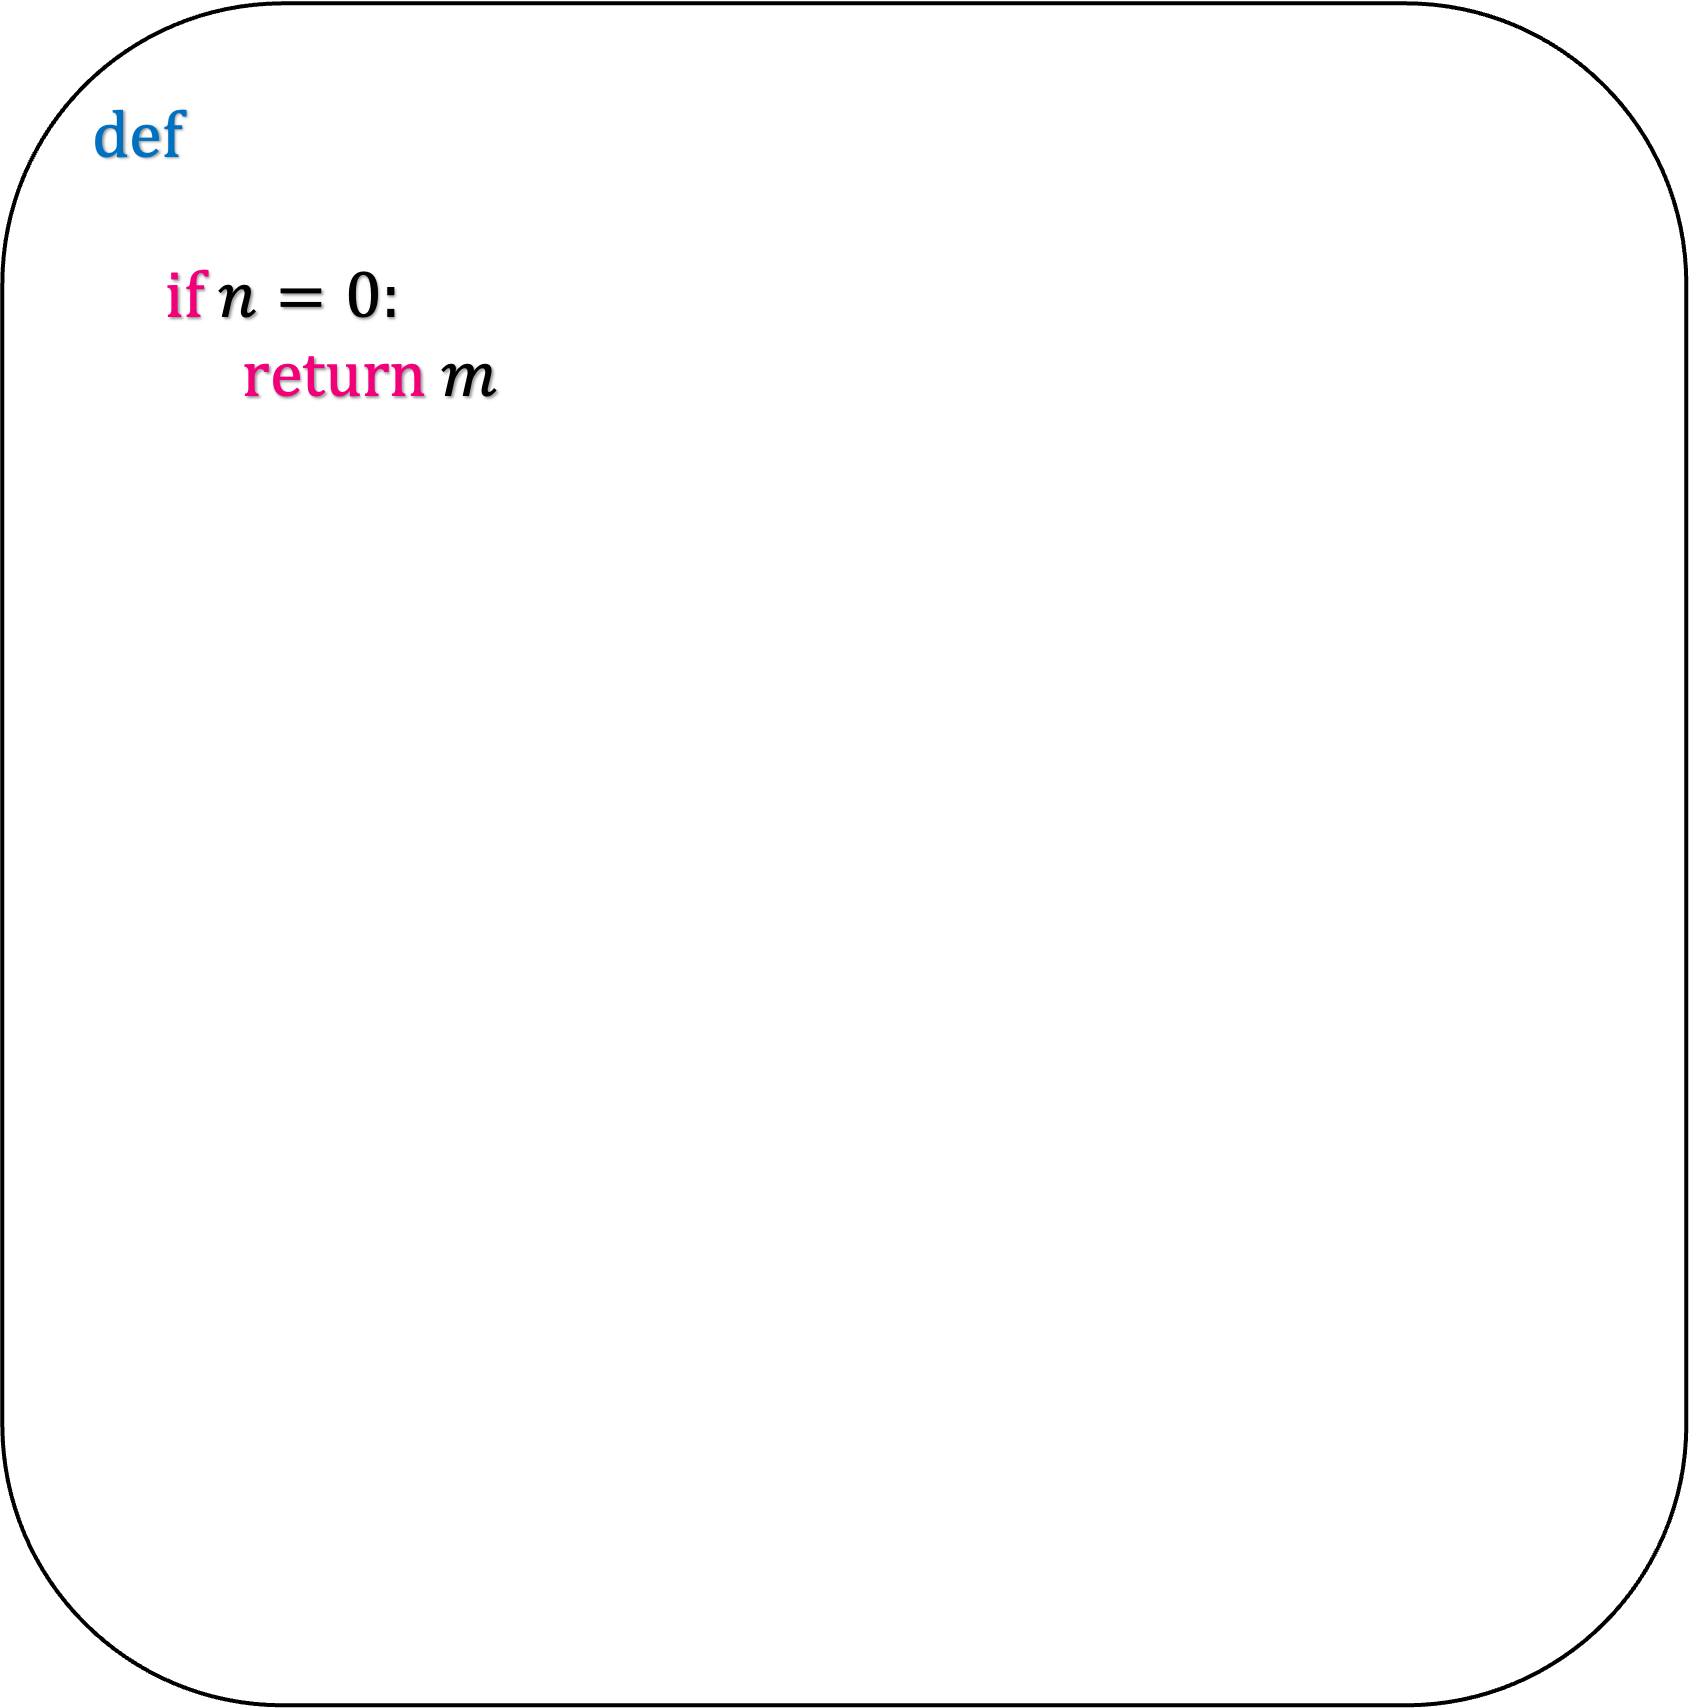 def
if n = 0:
return m